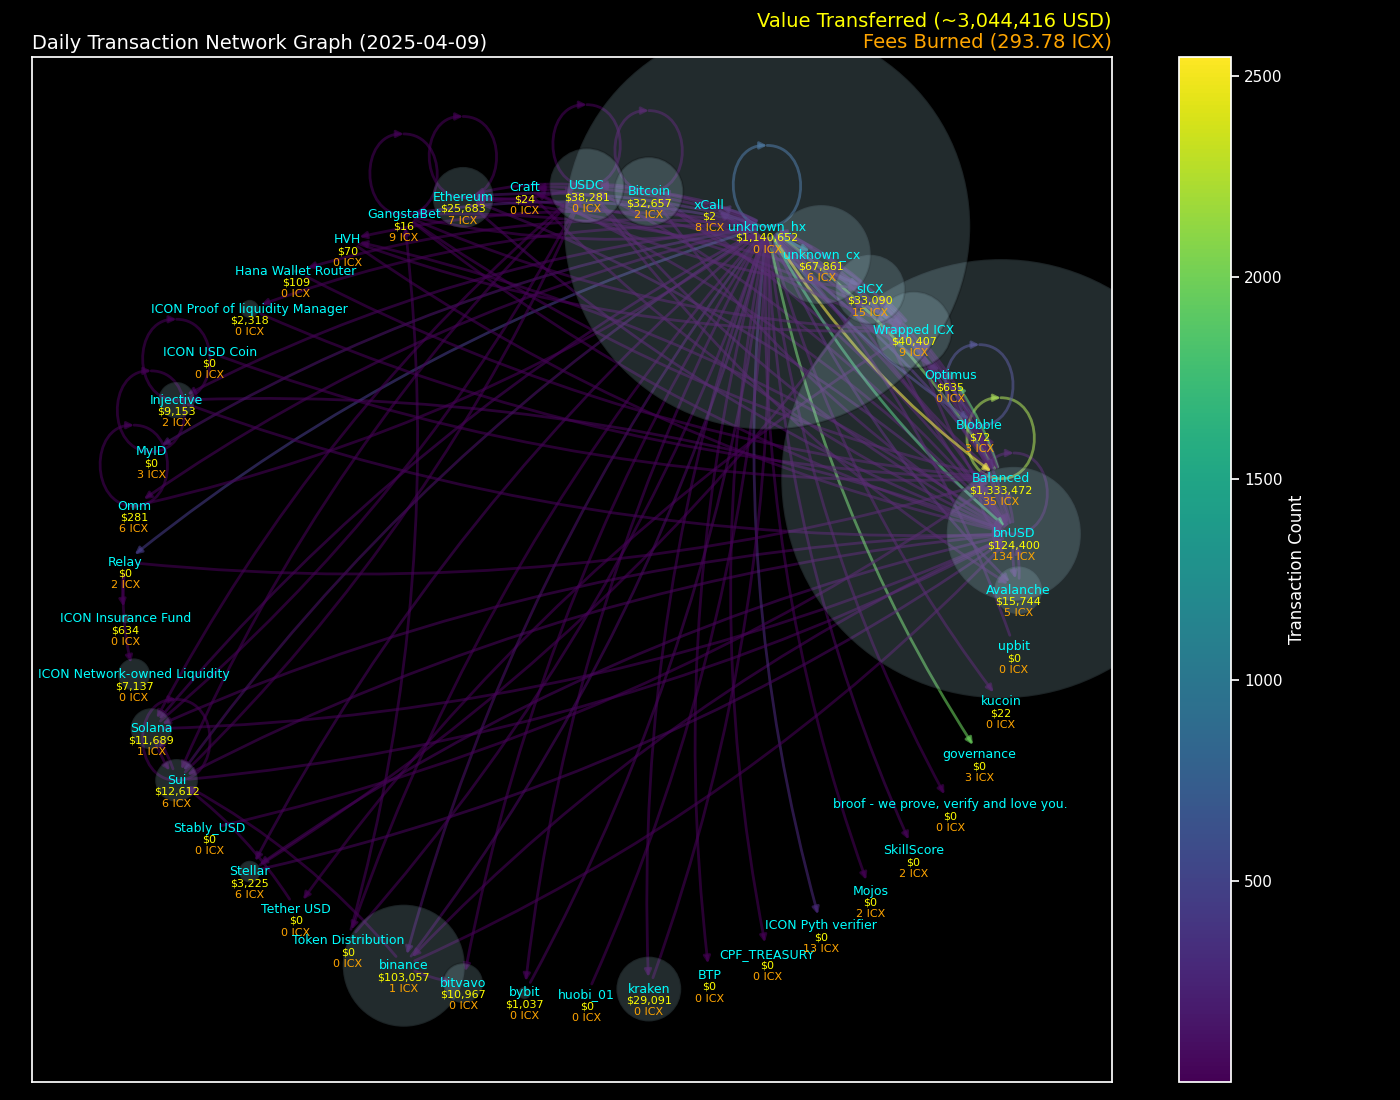 Value Transferred (~3,044,416 USD)
Daily Transaction Network Graph (2025-04-09)
Fees Burned (293.78 ICX)
2500
2000
1500
1000
500
Transaction Count
USDC
$38,281
0 ICX
Bitcoin
$32,657
2 ICX
Craft
$24
0 ICX
Ethereum
$25,683
7 ICX
xCall
$2
8 ICX
GangstaBet
$16
9 ICX
unknown_hx
$1,140,652
0 ICX
HVH
$70
0 ICX
unknown_cx
$67,861
6 ICX
Hana Wallet Router
$109
0 ICX
sICX
$33,090
15 ICX
ICON Proof of liquidity Manager
$2,318
0 ICX
Wrapped ICX
$40,407
9 ICX
ICON USD Coin
$0
0 ICX
Optimus
$635
0 ICX
Injective
$9,153
2 ICX
Blobble
$72
3 ICX
MyID
$0
3 ICX
Balanced
$1,333,472
35 ICX
Omm
$281
6 ICX
bnUSD
$124,400
134 ICX
Relay
$0
2 ICX
Avalanche
$15,744
5 ICX
ICON Insurance Fund
$634
0 ICX
upbit
$0
0 ICX
ICON Network-owned Liquidity
$7,137
0 ICX
kucoin
$22
0 ICX
Solana
$11,689
1 ICX
governance
$0
3 ICX
Sui
$12,612
6 ICX
broof - we prove, verify and love you.
$0
0 ICX
Stably_USD
$0
0 ICX
SkillScore
$0
2 ICX
Stellar
$3,225
6 ICX
Mojos
$0
2 ICX
Tether USD
$0
0 ICX
ICON Pyth verifier
$0
13 ICX
Token Distribution
$0
0 ICX
CPF_TREASURY
$0
0 ICX
binance
$103,057
1 ICX
BTP
$0
0 ICX
bitvavo
$10,967
0 ICX
kraken
$29,091
0 ICX
bybit
$1,037
0 ICX
huobi_01
$0
0 ICX